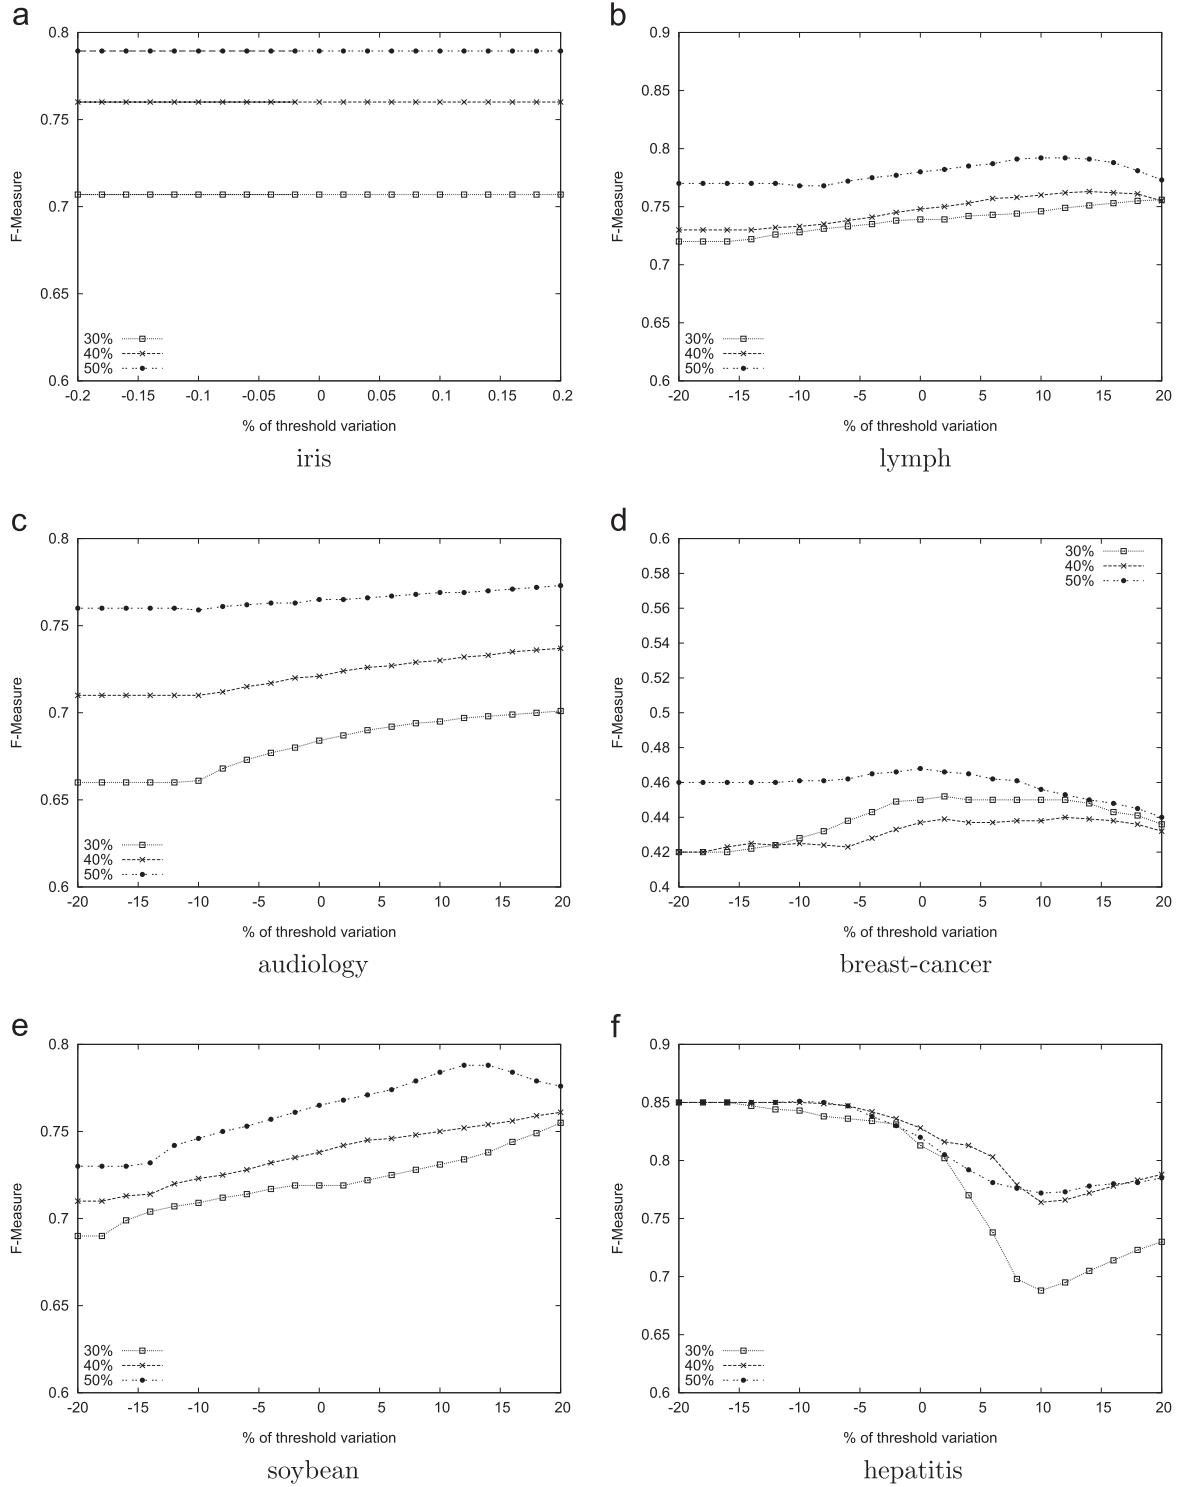 a
0.8
0.75
0.7
0.65
0.6
F-Measure
30%
40%
50%
-0.2 -0.15 -0.1 -0.05 0 0.05 0.1 0.15 0.2
% of threshold variation
iris
b
0.9
0.85
0.8
0.75
0.7
0.65
0.6
F-Measure
30%
40%
50%
-20 -15 -10 -5 0 5 10 15 20
% of threshold variation
lymph
c
0.8
0.75
0.7
0.65
0.6
F-Measure
30%
40%
50%
-20 -15 -10 -5 0 5 10 15 20
% of threshold variation
audiology
d
0.6
0.58
0.56
0.54
0.52
0.5
0.48
0.46
0.44
0.42
0.4
F-Measure
30%
40%
50%
-20 -15 -10 -5 0 5 10 15 20
% of threshold variation
breast-cancer
e
0.8
0.75
0.7
0.65
0.6
F-Measure
30%
40%
50%
-20 -15 -10 -5 0 5 10 15 20
% of threshold variation
soybean
f
0.9
0.85
0.8
0.75
0.7
0.65
0.6
F-Measure
30%
40%
50%
-20 -15 -10 -5 0 5 10 15 20
% of threshold variation
hepatitis